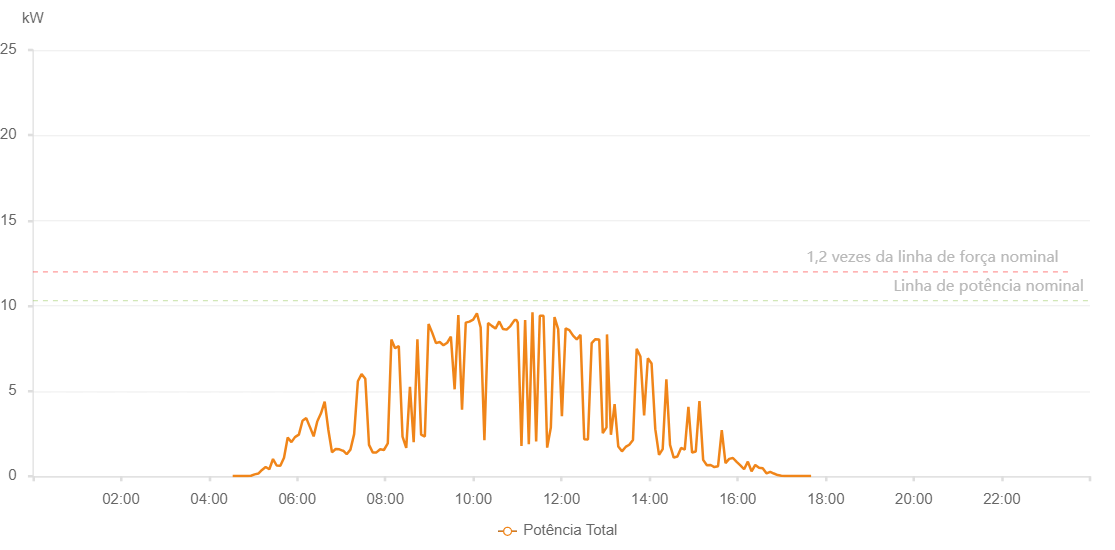 kW
25
20
15
1,2 vezes da linha de força nominal
Linha de potência nominal
10
5
0
02:00 04:00 06:00 08:00 10:00 12:00 14:00 16:00 18:00 20:00 22:00
Potência Total